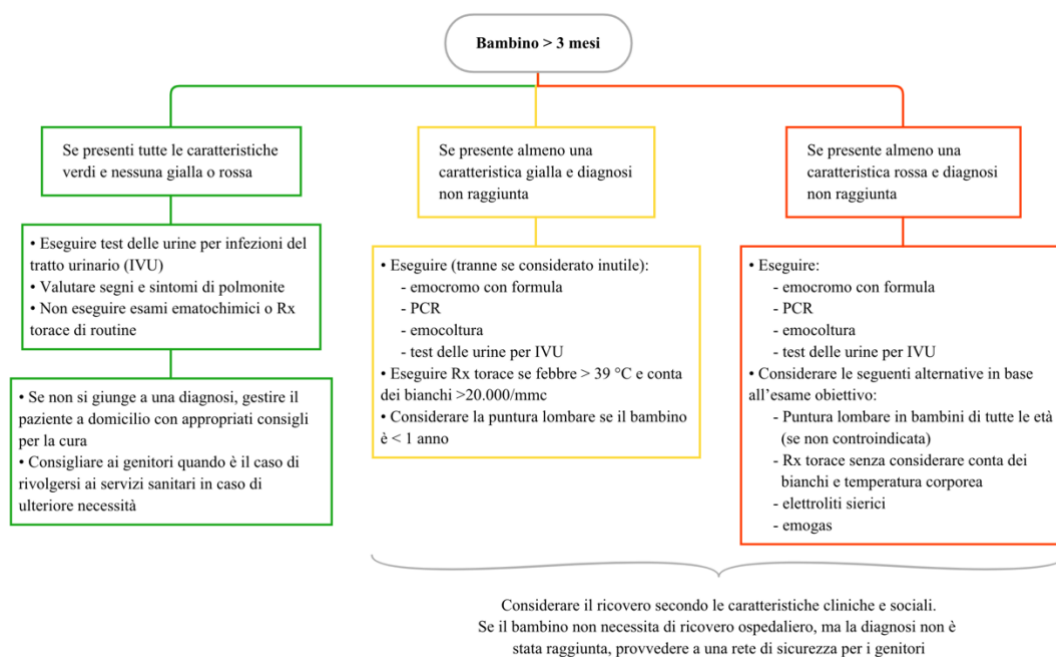 Bambino > 3 mesi
Se presenti tutte le caratteristiche
verdi e nessuna gialla o rossa
• Eseguire test delle urine per infezioni del
tratto urinario (IVU)
• Valutare segni e sintomi di polmonite
• Non eseguire esami ematochimici o Rx
torace di routine
• Se non si giunge a una diagnosi, gestire il
paziente a domicilio con appropriati consigli
per la cura
• Consigliare ai genitori quando è il caso di
rivolgersi ai servizi sanitari in caso di
ulteriore necessità
Se presente almeno una
caratteristica gialla e diagnosi
non raggiunta
• Eseguire (tranne se considerato inutile):
- emocromo con formula
- PCR
- emocoltura
- test delle urine per IVU
• Eseguire Rx torace se febbre > 39 °C e conta
dei bianchi >20.000/mmc
• Considerare la puntura lombare se il bambino
è < 1 anno
Se presente almeno una
caratteristica rossa e diagnosi
non raggiunta
• Eseguire:
- emocromo con formula
- PCR
- emocoltura
- test delle urine per IVU
• Considerare le seguenti alternative in base
all'esame obiettivo:
- Puntura lombare in bambini di tutte le età
(se non controindicata)
- Rx torace senza considerare conta dei
bianchi e temperatura corporea
- elettroliti sierici
- emogas
Considerare il ricovero secondo le caratteristiche cliniche e sociali.
Se il bambino non necessita di ricovero ospedaliero, ma la diagnosi non è
stata raggiunta, provvedere a una rete di sicurezza per i genitori